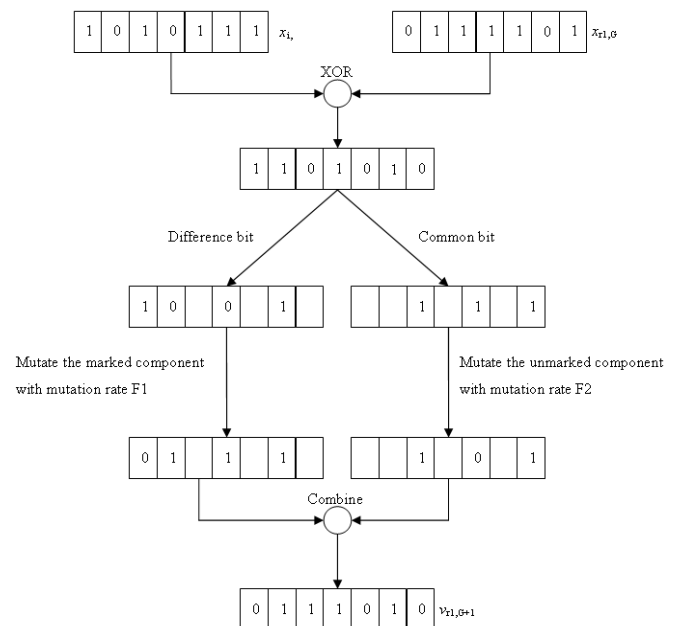 1 0 1 0 1 1 1 x_i,
0 1 1 1 1 0 1 x_r1,G
XOR
1 1 0 1 0 1 0
Difference bit
Common bit
1 0 0 1
1 1 1
Mutate the marked component
with mutation rate F1
Mutate the unmarked component
with mutation rate F2
0 1 1 1
1 0 1
Combine
0 1 1 1 0 1 0 v_r1,G+1